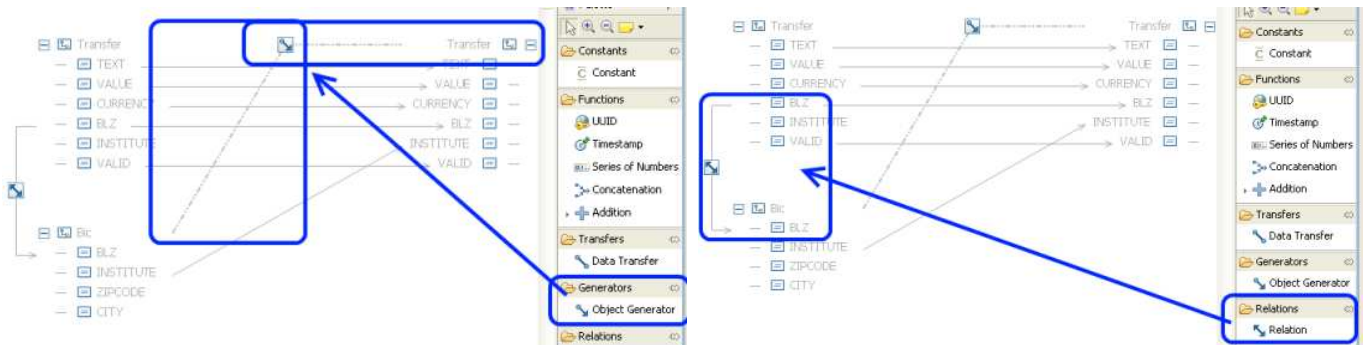 Transfer Transfer
TEXT TEXT
VALUE VALUE
CURRENCY CURRENCY
BLZ BLZ
INSTITUTE INSTITUTE
VALID VALID
Bic
BLZ
INSTITUTE
ZIPCODE
CITY
Constants
Constant
Functions
UUID
Timestamp
Series of Numbers
Concatenation
Addition
Transfers
Data Transfer
Generators
Object Generator
Relations
Transfer Transfer
TEXT TEXT
VALUE VALUE
CURRENCY CURRENCY
BLZ BLZ
INSTITUTE INSTITUTE
VALID VALID
Bic
BLZ
INSTITUTE
ZIPCODE
CITY
Constants
Constant
Functions
UUID
Timestamp
Series of Numbers
Concatenation
Addition
Transfers
Data Transfer
Generators
Object Generator
Relations
Relation